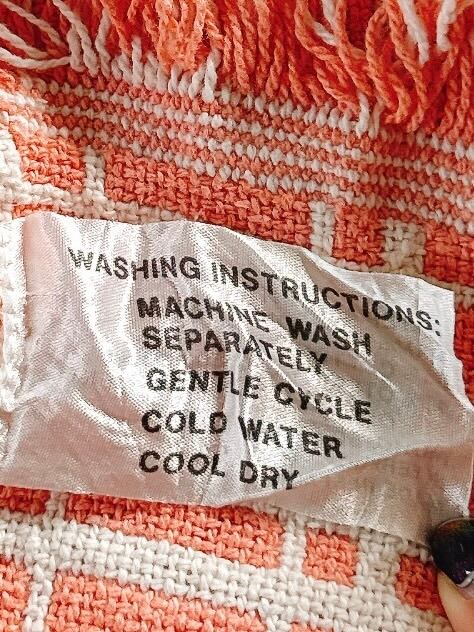 WASHING INSTRUCTIONS:
MACHINE WASH
SEPARATELY
GENTLE CYCLE
COLD WATER
COOL DRY